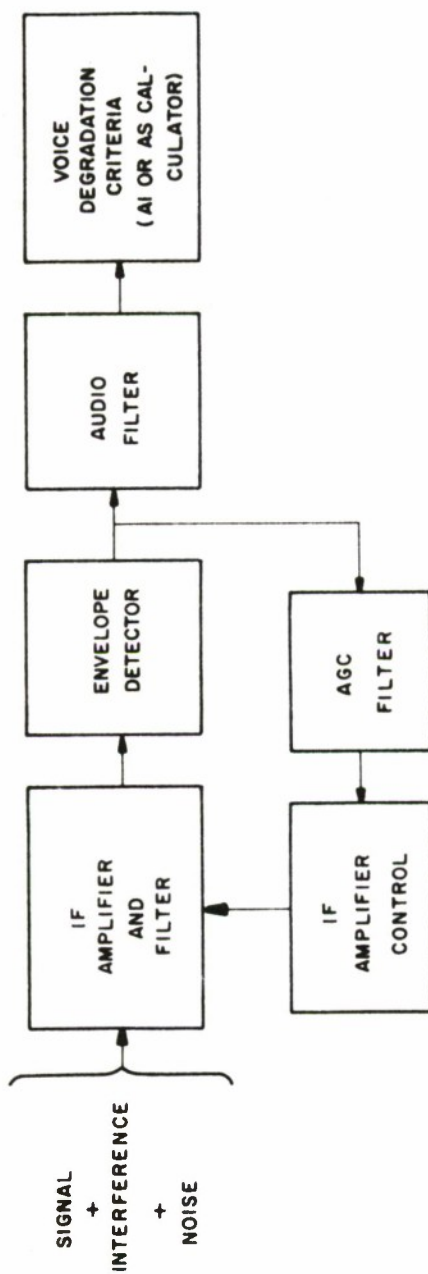 SIGNAL
+
INTERFERENCE
+
NOISE
IF
AMPLIFIER
AND
FILTER
ENVELOPE
DETECTOR
AUDIO
FILTER
VOICE
DEGRADATION
CRITERIA
(AI OR AS CAL-
CULATOR)
IF
AMPLIFIER
CONTROL
AGC
FILTER